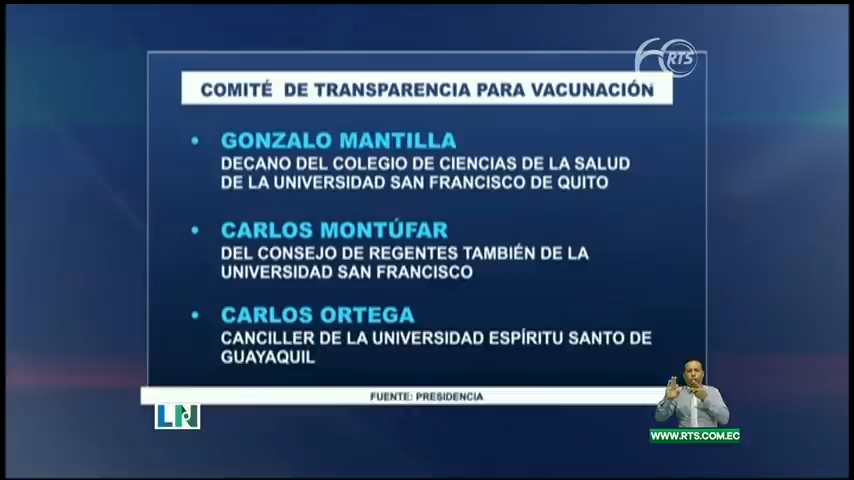 60 RTS
COMITÉ DE TRANSPARENCIA PARA VACUNACIÓN
• GONZALO MANTILLA
DECANO DEL COLEGIO DE CIENCIAS DE LA SALUD
DE LA UNIVERSIDAD SAN FRANCISCO DE QUITO
• CARLOS MONTÚFAR
DEL CONSEJO DE REGENTES TAMBIÉN DE LA
UNIVERSIDAD SAN FRANCISCO
• CARLOS ORTEGA
CANCILLER DE LA UNIVERSIDAD ESPÍRITU SANTO DE
GUAYAQUIL
FUENTE: PRESIDENCIA
LN
WWW.RTS.COM.EC